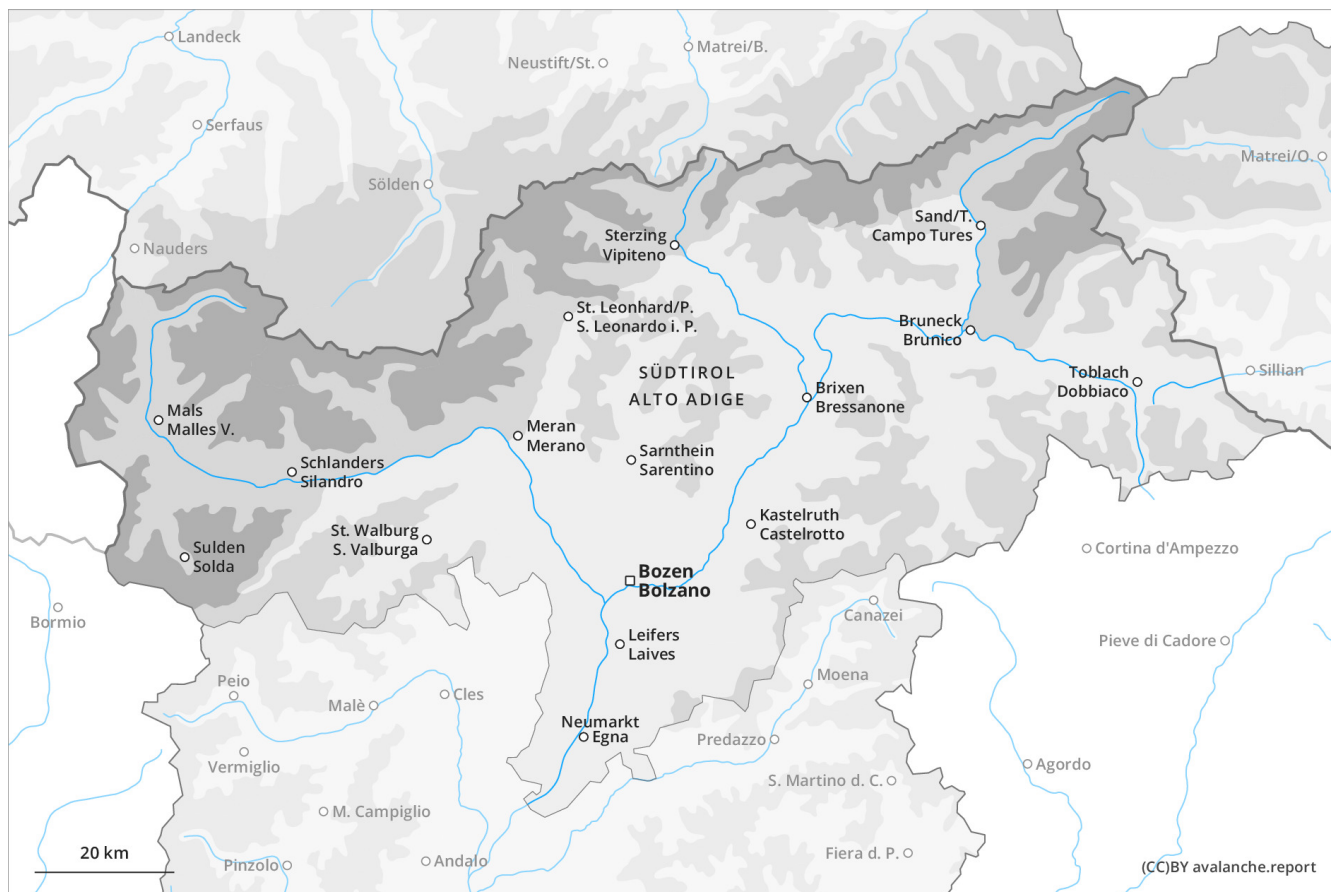 Landeck
Matrei/B.
Neustift/St.
Serfaus
Matrei/O.
Sölden
Sand/T.
Campo Tures
Sterzing
Vipiteno
Nauders
St. Leonhard/P.
S. Leonardo i. P.
Bruneck
Brunico
SÜDTIROL
ALTO ADIGE
Toblach
Dobbiaco
Sillian
Brixen
Bressanone
Mals
Malles V.
Meran
Merano
Sarnthein
Sarentino
Schlanders
Silandro
Kastelruth
Castelrotto
St. Walburg
S. Valburga
Sulden
Solda
Cortina d'Ampezzo
Bozen
Bolzano
Bormio
Canazei
Leifers
Laives
Pieve di Cadore
Peio
Malè
Cles
Moena
Neumarkt
Egna
Predazzo
Vermiglio
Agordo
S. Martino d. C.
M. Campiglio
20 km
Pinzolo
Andalo
Fiera d. P.
(CC)BY avalanche.report